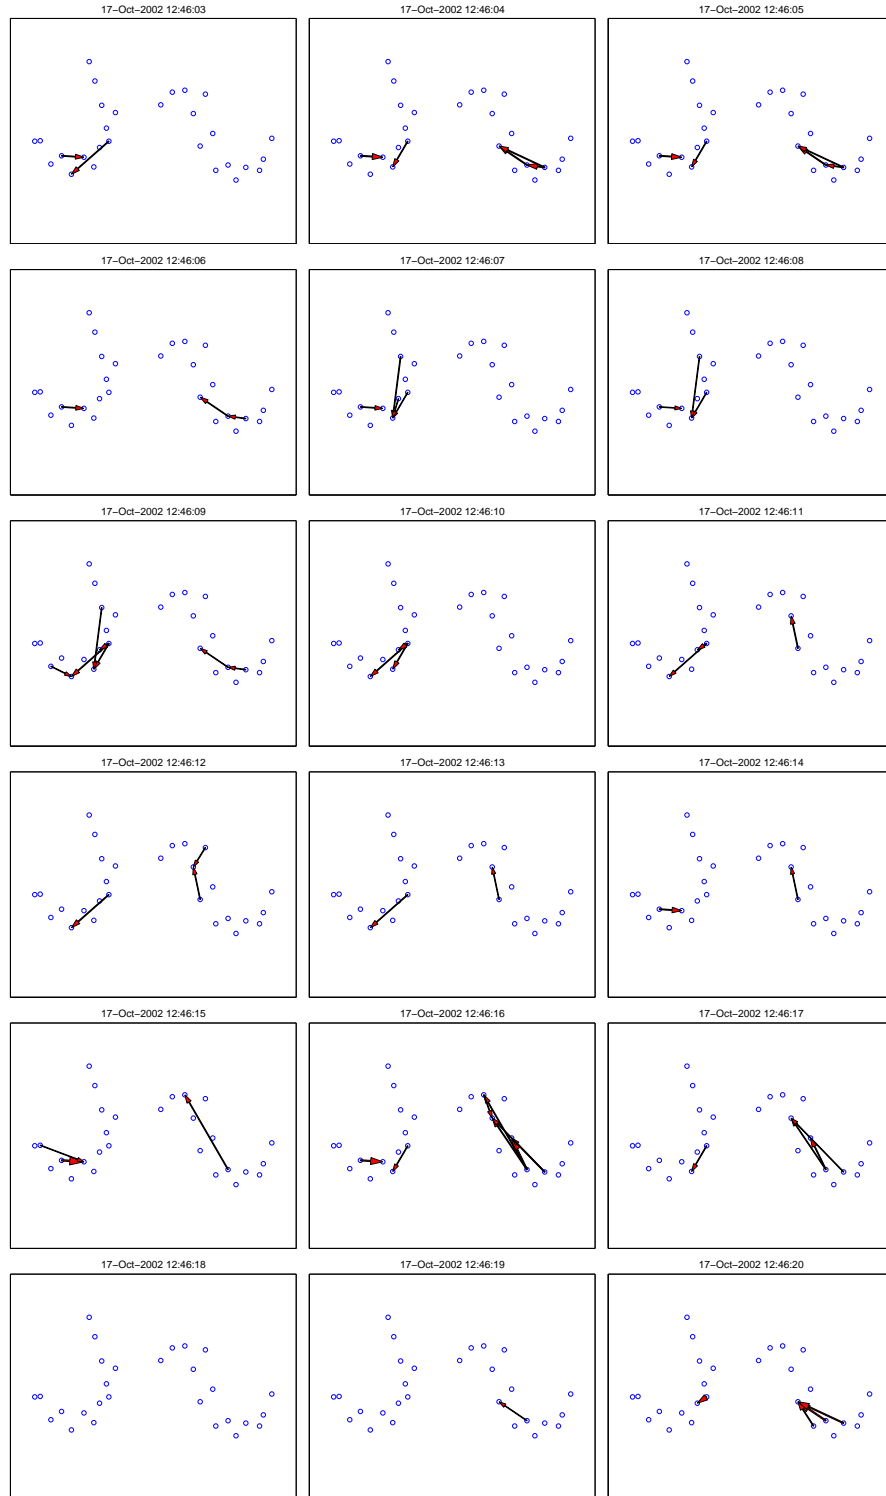 17–Oct–2002 12:46:03
17–Oct–2002 12:46:04
17–Oct–2002 12:46:05
17–Oct–2002 12:46:06
17–Oct–2002 12:46:07
17–Oct–2002 12:46:08
17–Oct–2002 12:46:09
17–Oct–2002 12:46:10
17–Oct–2002 12:46:11
17–Oct–2002 12:46:12
17–Oct–2002 12:46:13
17–Oct–2002 12:46:14
17–Oct–2002 12:46:15
17–Oct–2002 12:46:16
17–Oct–2002 12:46:17
17–Oct–2002 12:46:18
17–Oct–2002 12:46:19
17–Oct–2002 12:46:20